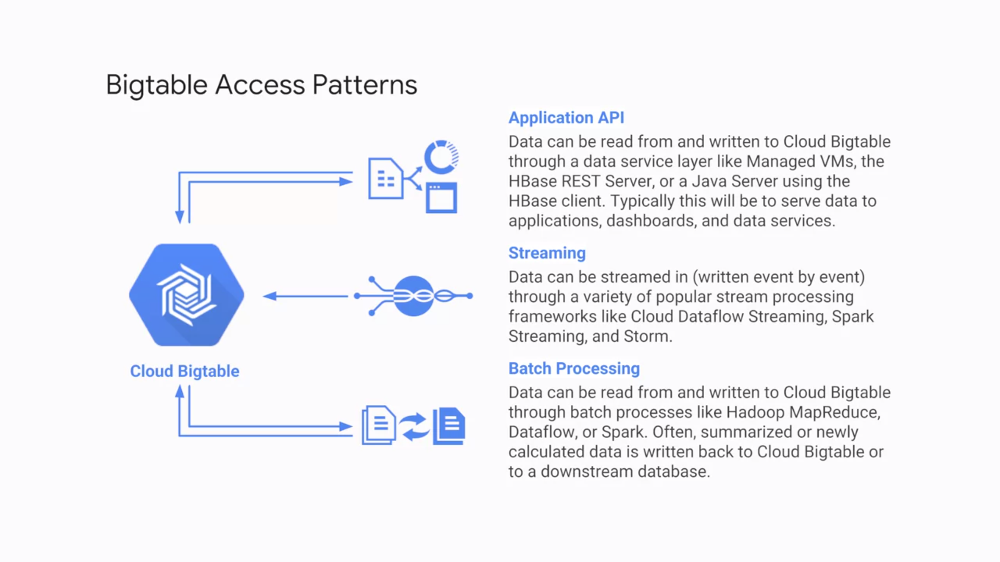 Bigtable Access Patterns
Application API
Data can be read from and written to Cloud Bigtable
through a data service layer like Managed VMs, the
HBase REST Server, or a Java Server using the
HBase client. Typically this will be to serve data to
applications, dashboards, and data services.
Streaming
Data can be streamed in (written event by event)
through a variety of popular stream processing
frameworks like Cloud Dataflow Streaming, Spark
Streaming, and Storm.
Cloud Bigtable
Batch Processing
Data can be read from and written to Cloud Bigtable
through batch processes like Hadoop MapReduce,
Dataflow, or Spark. Often, summarized or newly
calculated data is written back to Cloud Bigtable or
to a downstream database.